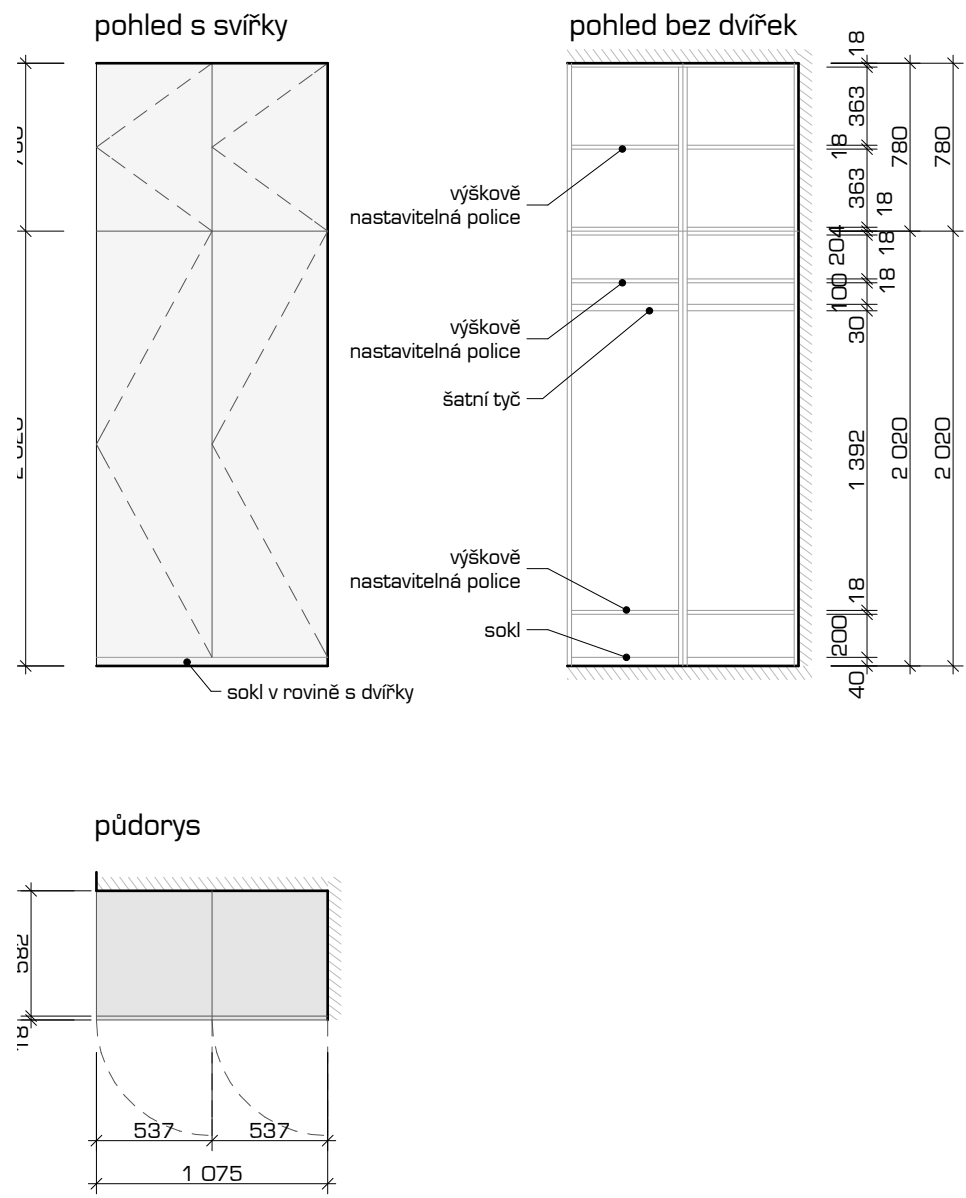 pohled s svířky
pohled bez dvířek
18
363
18
780
780
363
18
výškově
nastavitelná police
204
18
18
100
30
výškově
nastavitelná police
šatní tyč
1 392
2 020
2 020
výškově
nastavitelná police
18
200
sokl
40
sokl v rovině s dvířky
půdorys
537
537
1 075